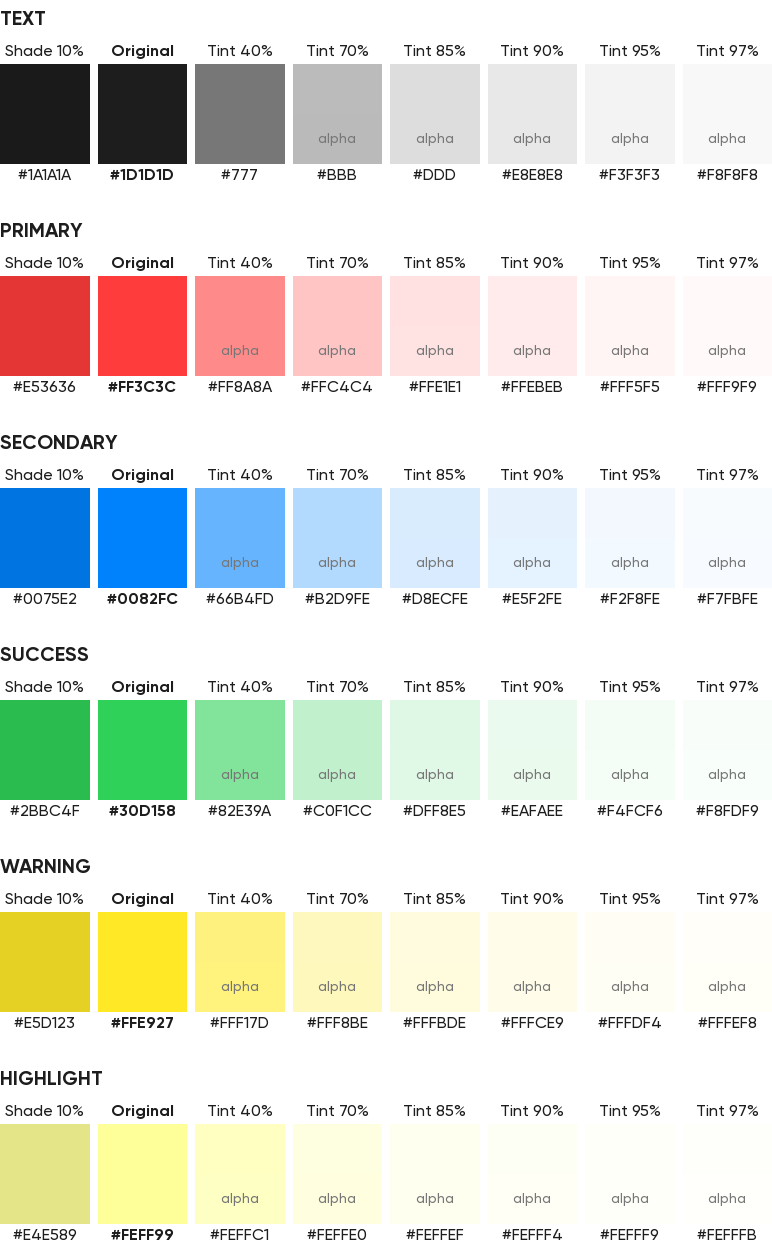 TEXT
Shade 10% Original Tint 40% Tint 70% Tint 85% Tint 90% Tint 95% Tint 97%
alpha alpha alpha alpha alpha
#1A1A1A #1D1D1D #777 #BBB #DDD #E8E8E8 #F3F3F3 #F8F8F8
PRIMARY
Shade 10% Original Tint 40% Tint 70% Tint 85% Tint 90% Tint 95% Tint 97%
alpha alpha alpha alpha alpha alpha
#E53636 #FF3C3C #FF8A8A #FFC4C4 #FFE1E1 #FFEBEB #FFF5F5 #FFF9F9
SECONDARY
Shade 10% Original Tint 40% Tint 70% Tint 85% Tint 90% Tint 95% Tint 97%
alpha alpha alpha alpha alpha alpha
#0075E2 #0082FC #66B4FD #B2D9FE #D8ECFE #E5F2FE #F2F8FE #F7FBFE
SUCCESS
Shade 10% Original Tint 40% Tint 70% Tint 85% Tint 90% Tint 95% Tint 97%
alpha alpha alpha alpha alpha alpha
#2BBC4F #30D158 #82E39A #C0F1CC #DFF8E5 #EAFAEE #F4FCF6 #F8FDF9
WARNING
Shade 10% Original Tint 40% Tint 70% Tint 85% Tint 90% Tint 95% Tint 97%
alpha alpha alpha alpha alpha alpha
#E5D123 #FFE927 #FFF17D #FFF8BE #FFFBDE #FFFCE9 #FFFDF4 #FFFEF8
HIGHLIGHT
Shade 10% Original Tint 40% Tint 70% Tint 85% Tint 90% Tint 95% Tint 97%
alpha alpha alpha alpha alpha alpha
#E4E589 #FEFF99 #FEFFC1 #FEFFE0 #FEFFEF #FEFFF4 #FEFFF9 #FEFFFB